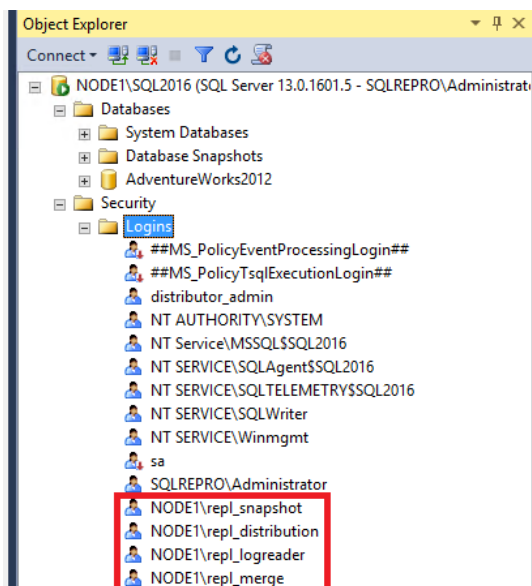 Object Explorer
Connect
NODE1\SQL2016 (SQL Server 13.0.1601.5 - SQLREPRO\Administrat
Databases
System Databases
Database Snapshots
AdventureWorks2012
Security
Logins
##MS_PolicyEventProcessingLogin##
##MS_PolicyTsqlExecutionLogin##
distributor_admin
NT AUTHORITY\SYSTEM
NT Service\MSSQL$SQL2016
NT SERVICE\SQLAgent$SQL2016
NT SERVICE\SQLTELEMETRY$SQL2016
NT SERVICE\SQLWriter
NT SERVICE\Winmgmt
sa
SQLREPRO\Administrator
NODE1\repl_snapshot
NODE1\repl_distribution
NODE1\repl_logreader
NODE1\repl_merge